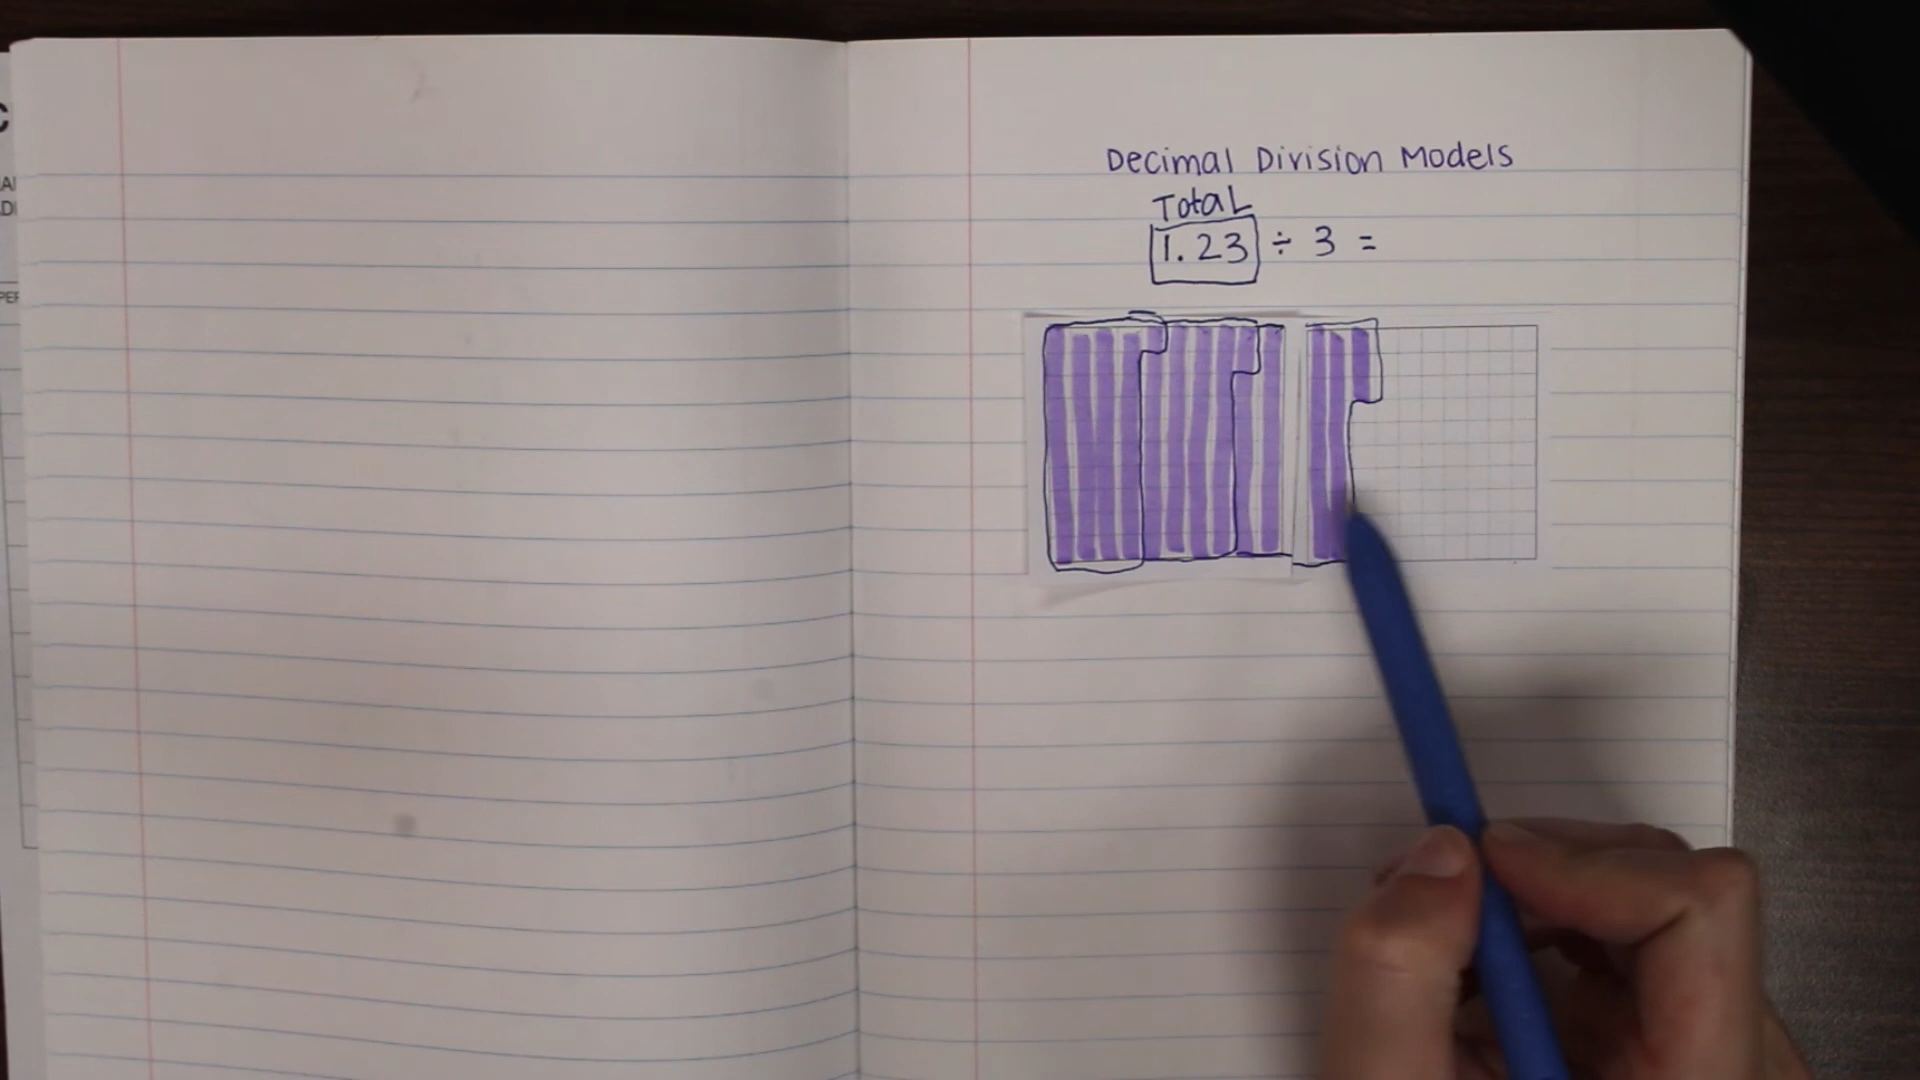 Decimal Division Models
Total
1.23 ÷ 3 =